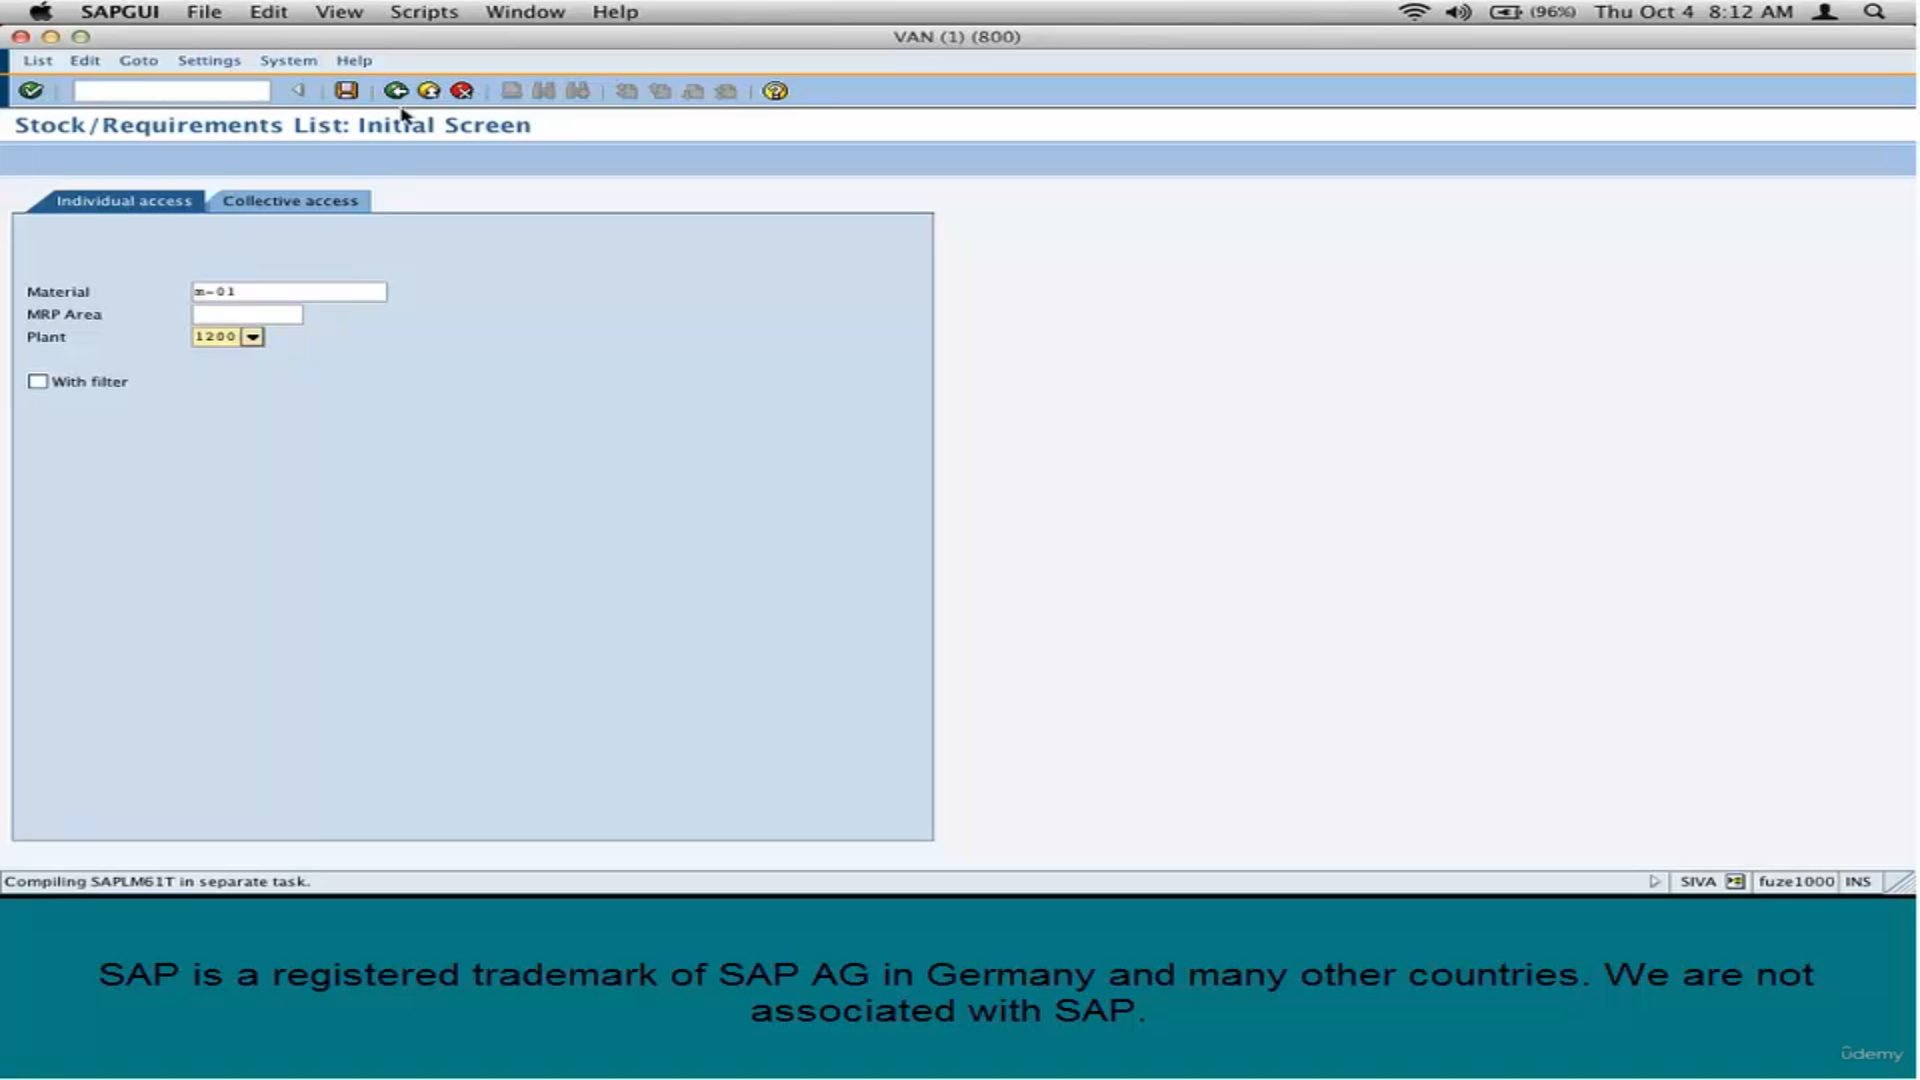 SAPGUI File Edit View Scripts Window Help (96%) Thu Oct 4 8:12 AM
VAN (1) (800)
List Edit Goto Settings System Help
Stock/Requirements List: Initial Screen
Individual access Collective access
Material m-01
MRP Area
Plant 1200
With filter
Compiling SAPLM61T in separate task. SIVA fuze1000 INS
SAP is a registered trademark of SAP AG in Germany and many other countries. We are not
associated with SAP.
ûdemy